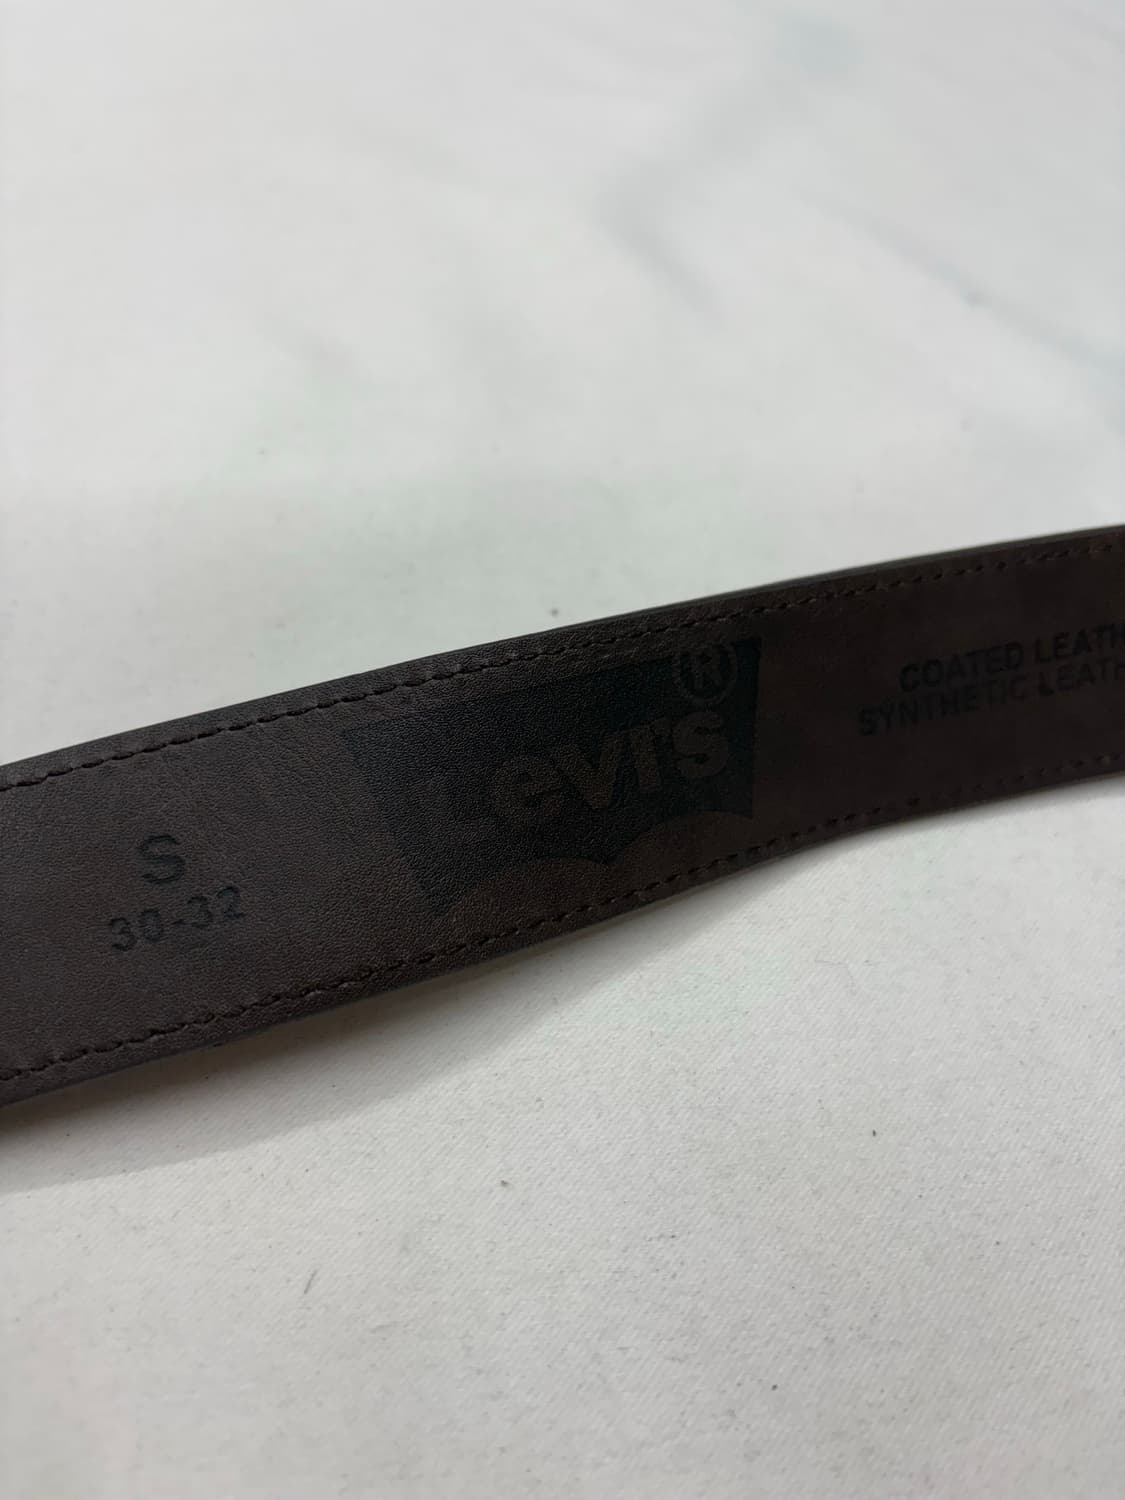 S
30-32
Levi's®
COATED LEATH
SYNTHETIC LEATH